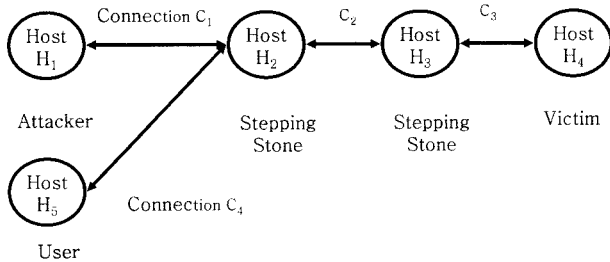 Connection C₁
C₂
C₃
Host
H₁
Host
H₂
Host
H₃
Host
H₄
Attacker
Stepping
Stone
Stepping
Stone
Victim
Host
H₅
Connection C₄
User